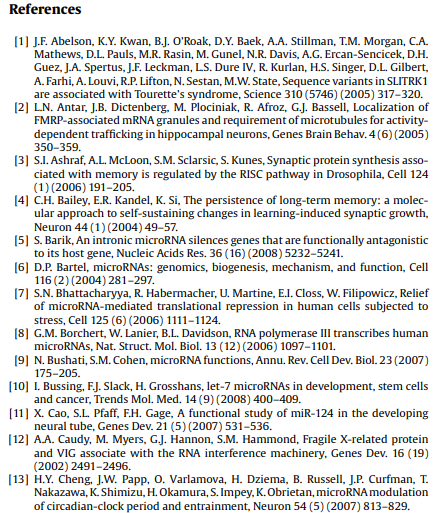 References
[1] J.F. Abelson, K.Y. Kwan, B.J. O'Roak, D.Y. Baek, A.A. Stillman, T.M. Morgan, C.A.
Mathews, D.L. Pauls, M.R. Rasin, M. Gunel, N.R. Davis, A.G. Ercan-Sencicek, D.H.
Guez, J.A. Spertus, J.F. Leckman, L.S. Dure IV, R. Kurlan, H.S. Singer, D.L. Gilbert,
A. Farhi, A. Louvi, R.P. Lifton, N. Sestan, M.W. State, Sequence variants in SLITRK1
are associated with Tourette's syndrome, Science 310 (5746) (2005) 317–320.
[2] L.N. Antar, J.B. Dictenberg, M. Plociniak, R. Afroz, G.J. Bassell, Localization of
FMRP-associated mRNA granules and requirement of microtubules for activity-
dependent trafficking in hippocampal neurons, Genes Brain Behav. 4 (6) (2005)
350–359.
[3] S.I. Ashraf, A.L. McLoon, S.M. Sclarsic, S. Kunes, Synaptic protein synthesis asso-
ciated with memory is regulated by the RISC pathway in Drosophila, Cell 124
(1) (2006) 191–205.
[4] C.H. Bailey, E.R. Kandel, K. Si, The persistence of long-term memory: a molec-
ular approach to self-sustaining changes in learning-induced synaptic growth,
Neuron 44 (1) (2004) 49–57.
[5] S. Barik, An intronic microRNA silences genes that are functionally antagonistic
to its host gene, Nucleic Acids Res. 36 (16) (2008) 5232–5241.
[6] D.P. Bartel, microRNAs: genomics, biogenesis, mechanism, and function, Cell
116 (2) (2004) 281–297.
[7] S.N. Bhattacharyya, R. Habermacher, U. Martine, E.I. Closs, W. Filipowicz, Relief
of microRNA-mediated translational repression in human cells subjected to
stress, Cell 125 (6) (2006) 1111–1124.
[8] G.M. Borchert, W. Lanier, B.L. Davidson, RNA polymerase III transcribes human
microRNAs, Nat. Struct. Mol. Biol. 13 (12) (2006) 1097–1101.
[9] N. Bushati, S.M. Cohen, microRNA functions, Annu. Rev. Cell Dev. Biol. 23 (2007)
175–205.
[10] I. Bussing, F.J. Slack, H. Grosshans, let-7 microRNAs in development, stem cells
and cancer, Trends Mol. Med. 14 (9) (2008) 400–409.
[11] X. Cao, S.L. Pfaff, F.H. Gage, A functional study of miR-124 in the developing
neural tube, Genes Dev. 21 (5) (2007) 531–536.
[12] A.A. Caudy, M. Myers, G.J. Hannon, S.M. Hammond, Fragile X-related protein
and VIG associate with the RNA interference machinery, Genes Dev. 16 (19)
(2002) 2491–2496.
[13] H.Y. Cheng, J.W. Papp, O. Varlamova, H. Dziema, B. Russell, J.P. Curfman, T.
Nakazawa, K. Shimizu, H. Okamura, S. Impey, K. Obrietan, microRNA modulation
of circadian-clock period and entrainment, Neuron 54 (5) (2007) 813–829.